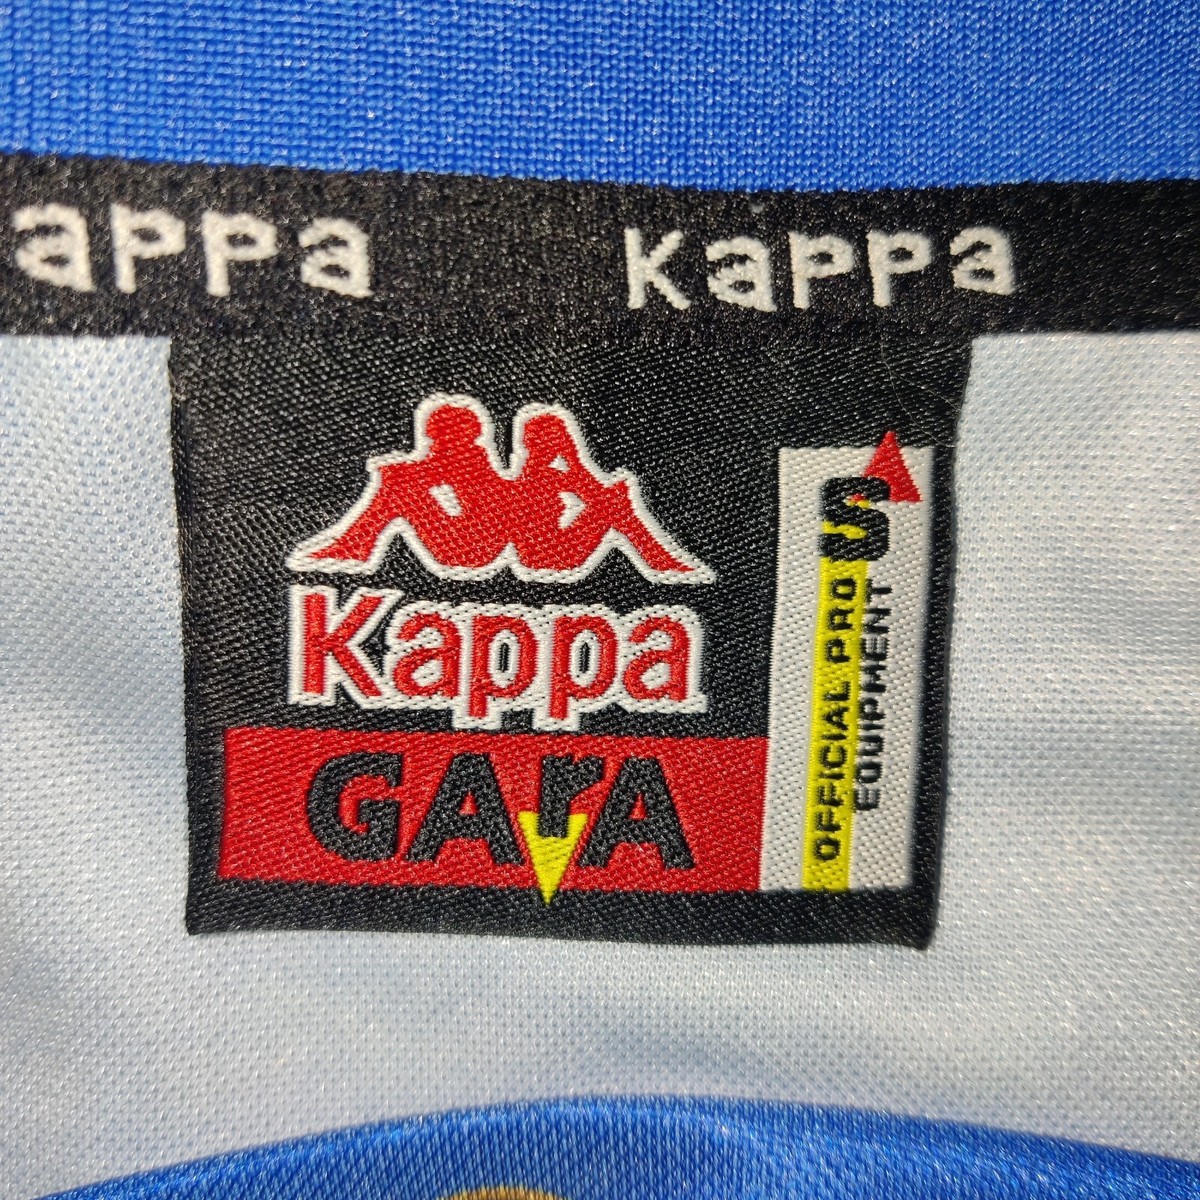 appa Kappa
Kappa
GArA
S
OFFICIAL PRO
EQUIPMENT